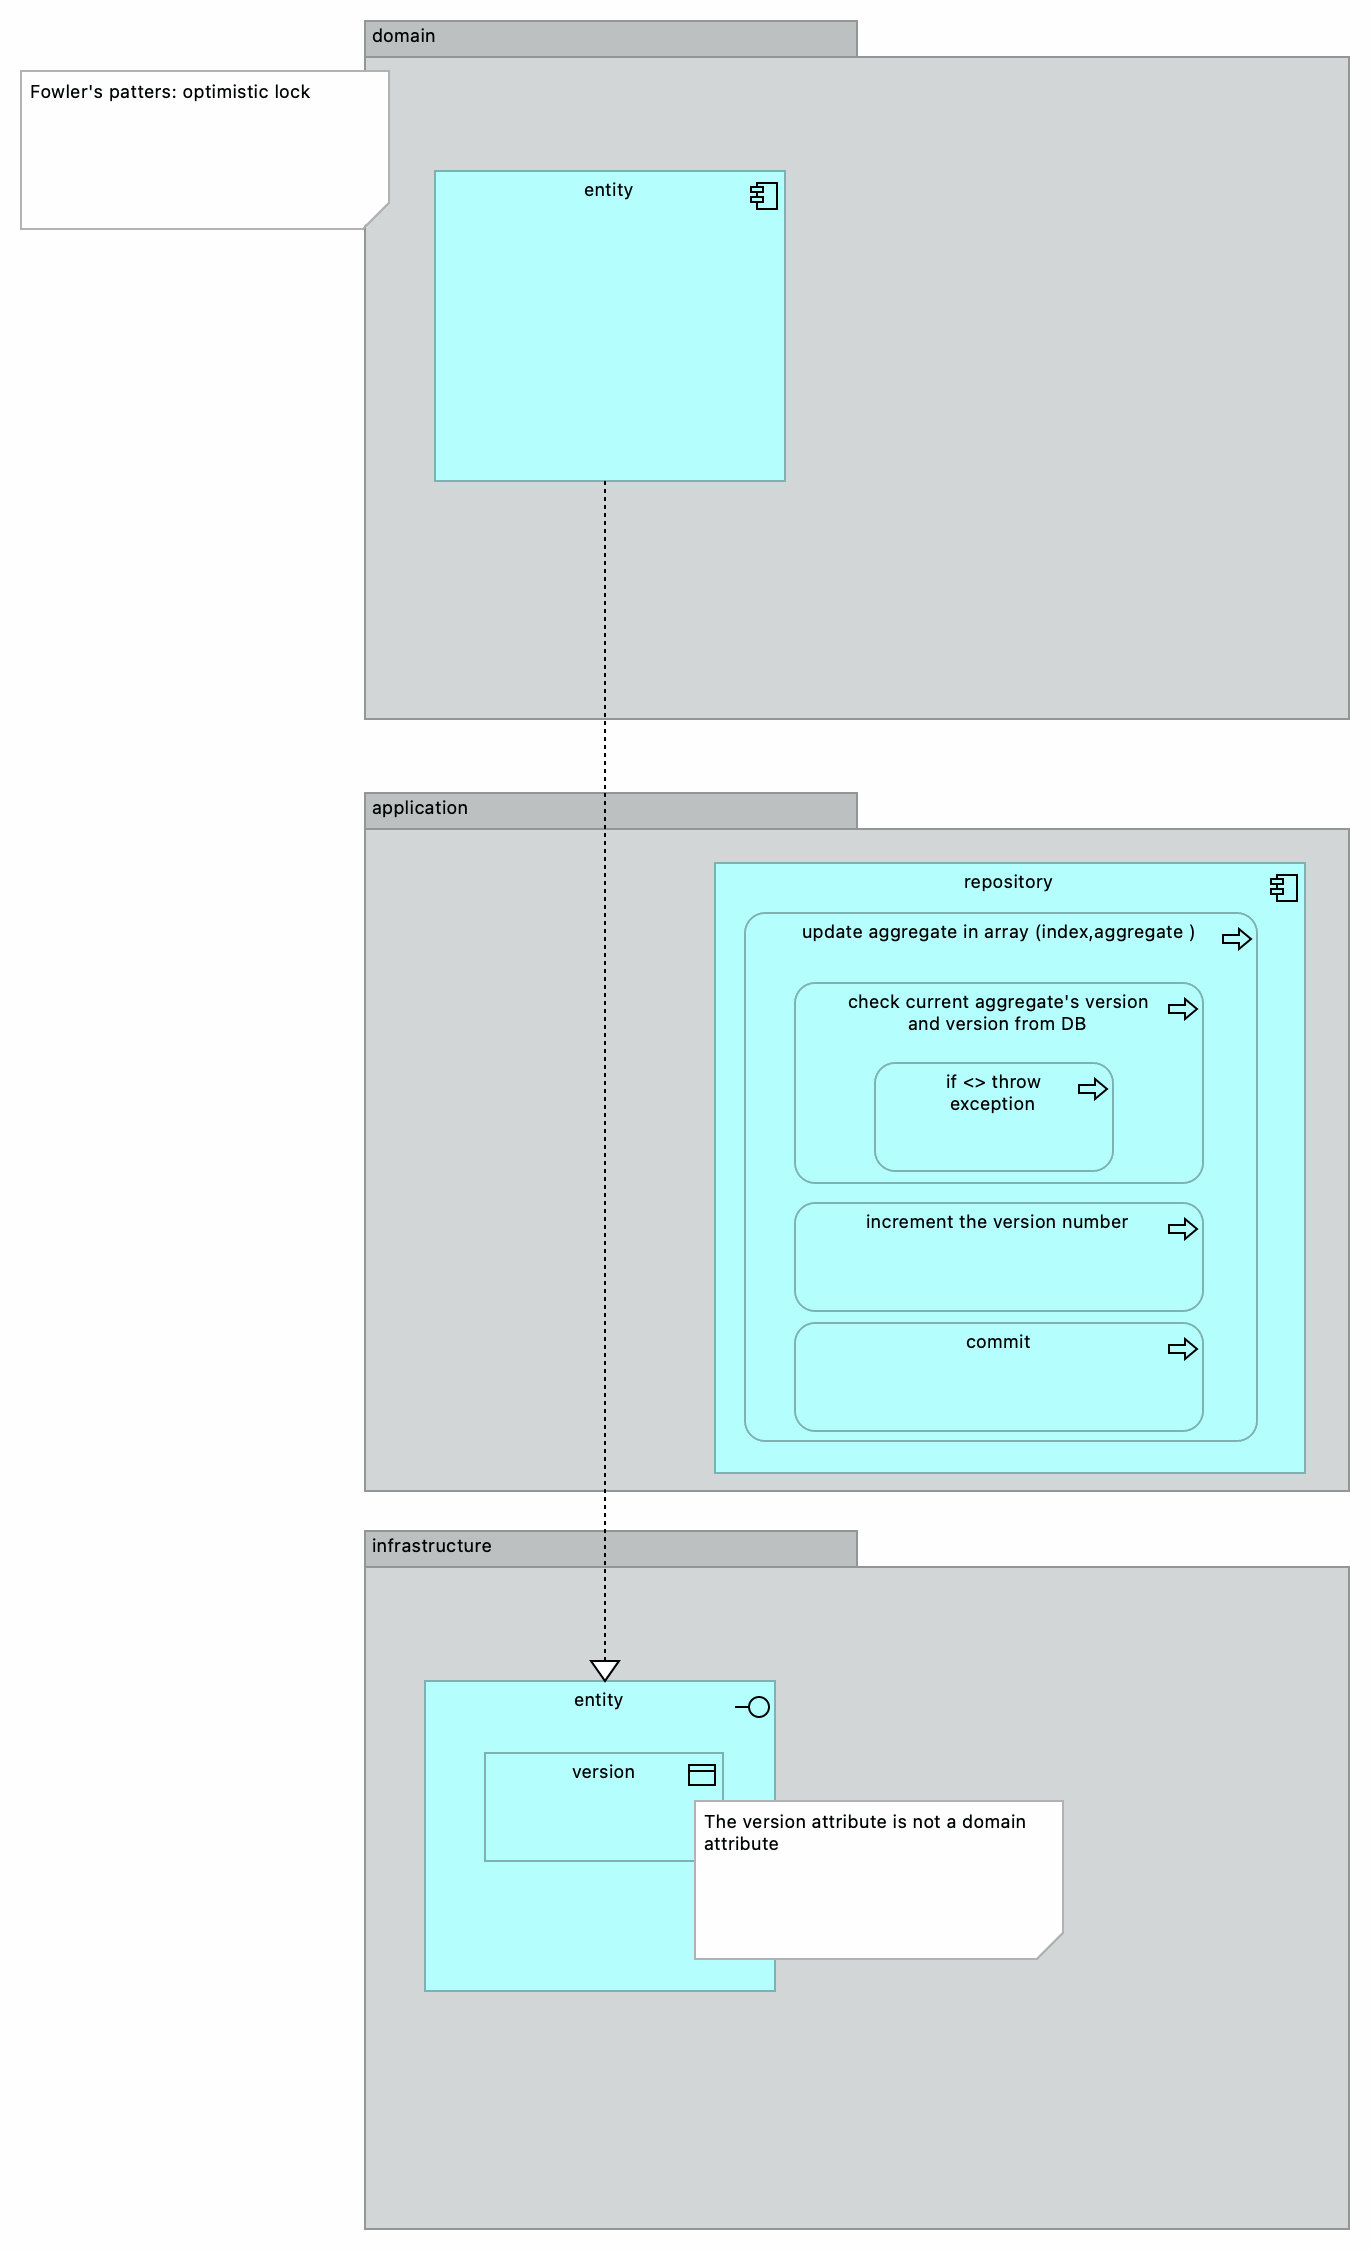 domain
Fowler's patters: optimistic lock
entity
application
repository
update aggregate in array (index,aggregate )
check current aggregate's version
and version from DB
if <> throw
exception
increment the version number
commit
infrastructure
entity
version
The version attribute is not a domain
attribute